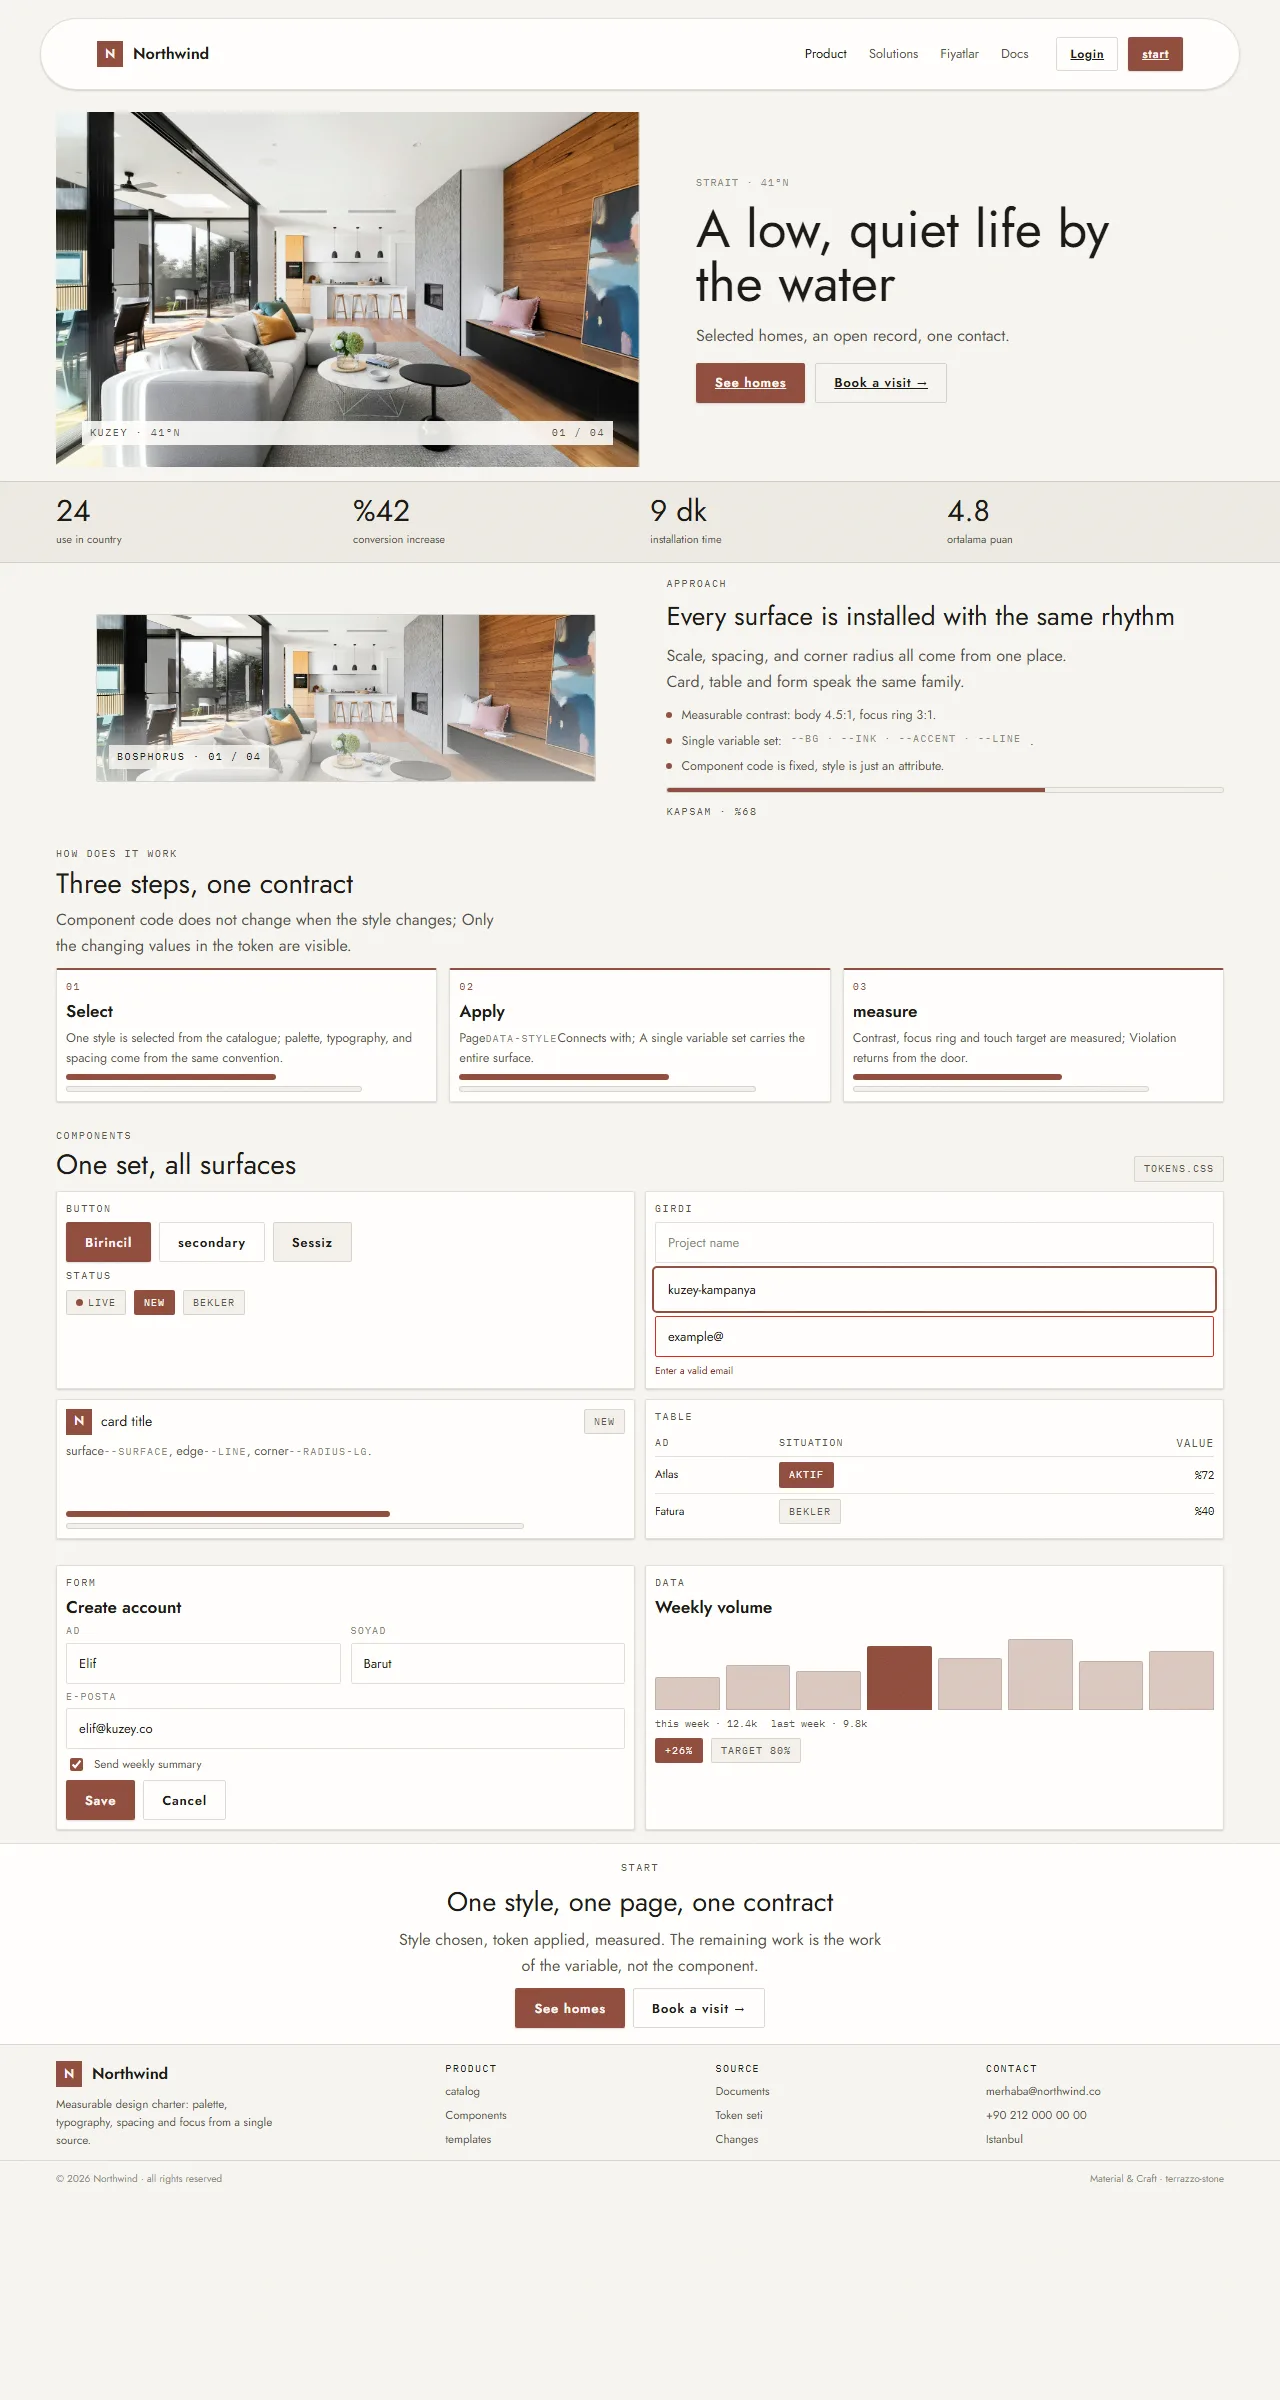 N Northwind
Product Solutions Fiyatlar Docs Login start
STRAIT · 41°N
A low, quiet life by
the water
Selected homes, an open record, one contact.
See homes Book a visit →
KUZEY · 41°N 01 / 04
24 %42 9 dk 4.8
use in country conversion increase installation time ortalama puan
APPROACH
Every surface is installed with the same rhythm
Scale, spacing, and corner radius all come from one place.
Card, table and form speak the same family.
Measurable contrast: body 4.5:1, focus ring 3:1.
Single variable set: --BG · --INK · --ACCENT · --LINE .
Component code is fixed, style is just an attribute.
KAPSAM · %68
BOSPHORUS · 01 / 04
HOW DOES IT WORK
Three steps, one contract
Component code does not change when the style changes; Only
the changing values in the token are visible.
01
Select
One style is selected from the catalogue; palette, typography, and
spacing come from the same convention.
02
Apply
PageDATA-STYLEConnects with; A single variable set carries the
entire surface.
03
measure
Contrast, focus ring and touch target are measured; Violation
returns from the door.
COMPONENTS
One set, all surfaces
TOKENS.CSS
BUTTON
Birincil secondary Sessiz
STATUS
LIVE NEW BEKLER
GIRDI
Project name
kuzey-kampanya
example@
Enter a valid email
N card title NEW
surface--SURFACE, edge--LINE, corner--RADIUS-LG.
TABLE
AD SITUATION VALUE
Atlas AKTIF %72
Fatura BEKLER %40
FORM
Create account
AD SOYAD
Elif Barut
E-POSTA
elif@kuzey.co
Send weekly summary
Save Cancel
DATA
Weekly volume
this week · 12.4k last week · 9.8k
+26% TARGET 80%
START
One style, one page, one contract
Style chosen, token applied, measured. The remaining work is the work
of the variable, not the component.
See homes Book a visit →
N Northwind
Measurable design charter: palette,
typography, spacing and focus from a single
source.
PRODUCT
catalog
Components
templates
SOURCE
Documents
Token seti
Changes
CONTACT
merhaba@northwind.co
+90 212 000 00 00
Istanbul
© 2026 Northwind · all rights reserved
Material & Craft · terrazzo-stone